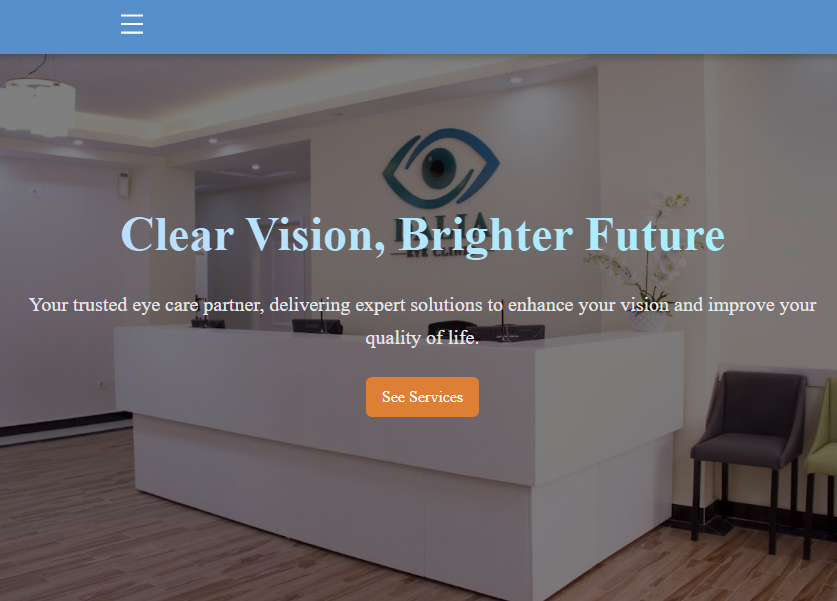 Clear Vision, Brighter Future
Your trusted eye care partner, delivering expert solutions to enhance your vision and improve your
quality of life.
See Services